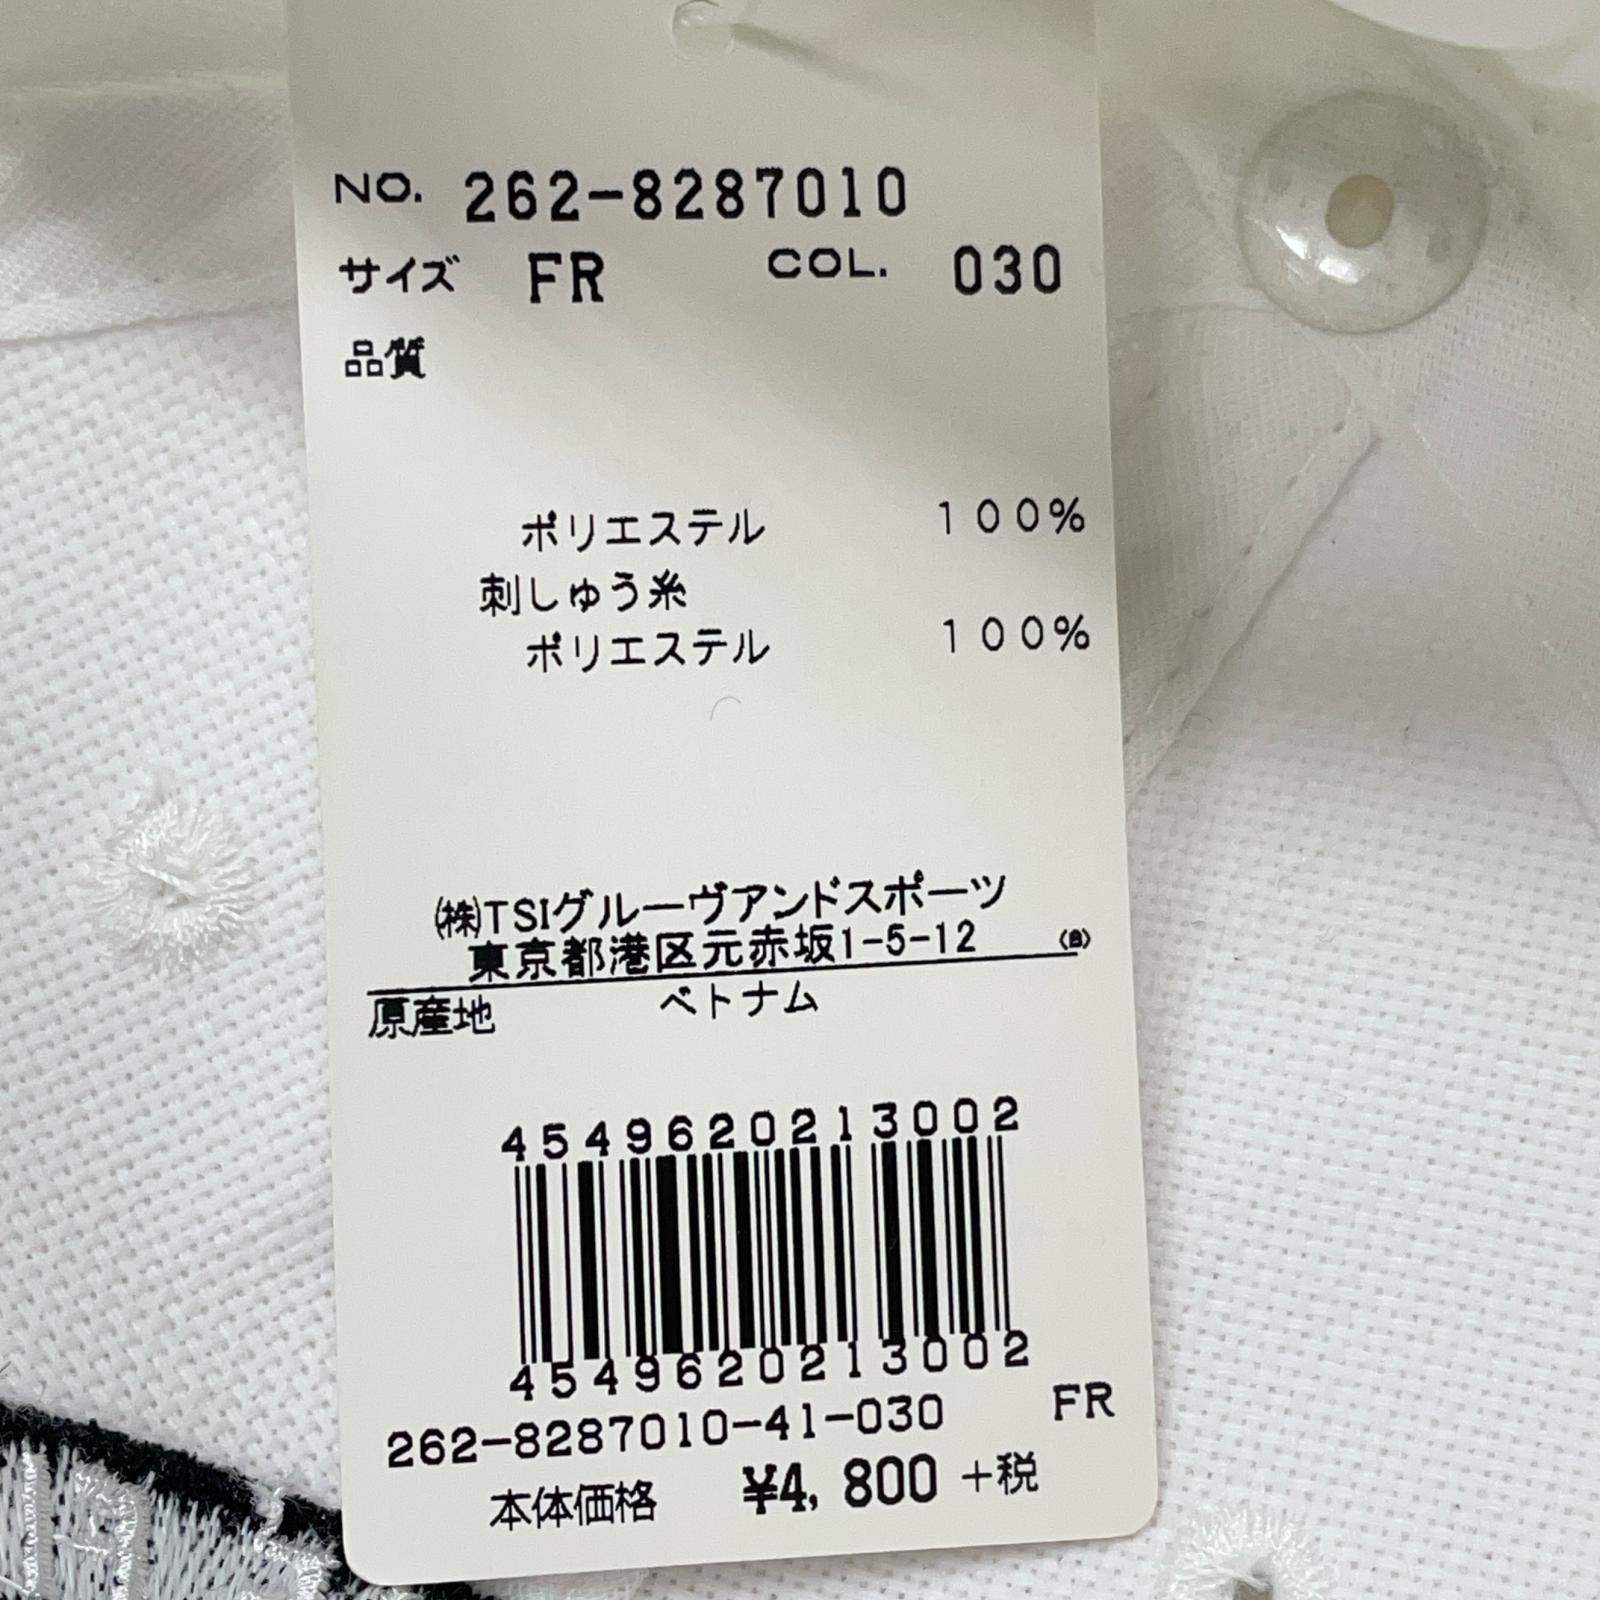 NO. 262-8287010
サイズ FR COL. 030
品質
ポリエステル 100%
刺しゅう糸
ポリエステル 100%
(株)TSIグルーヴアンドスポーツ
東京都港区元赤坂1-5-12
原産地 ベトナム
4549620213002
4549620213002
262-8287010-41-030 FR
本体価格 ¥4,800 +税